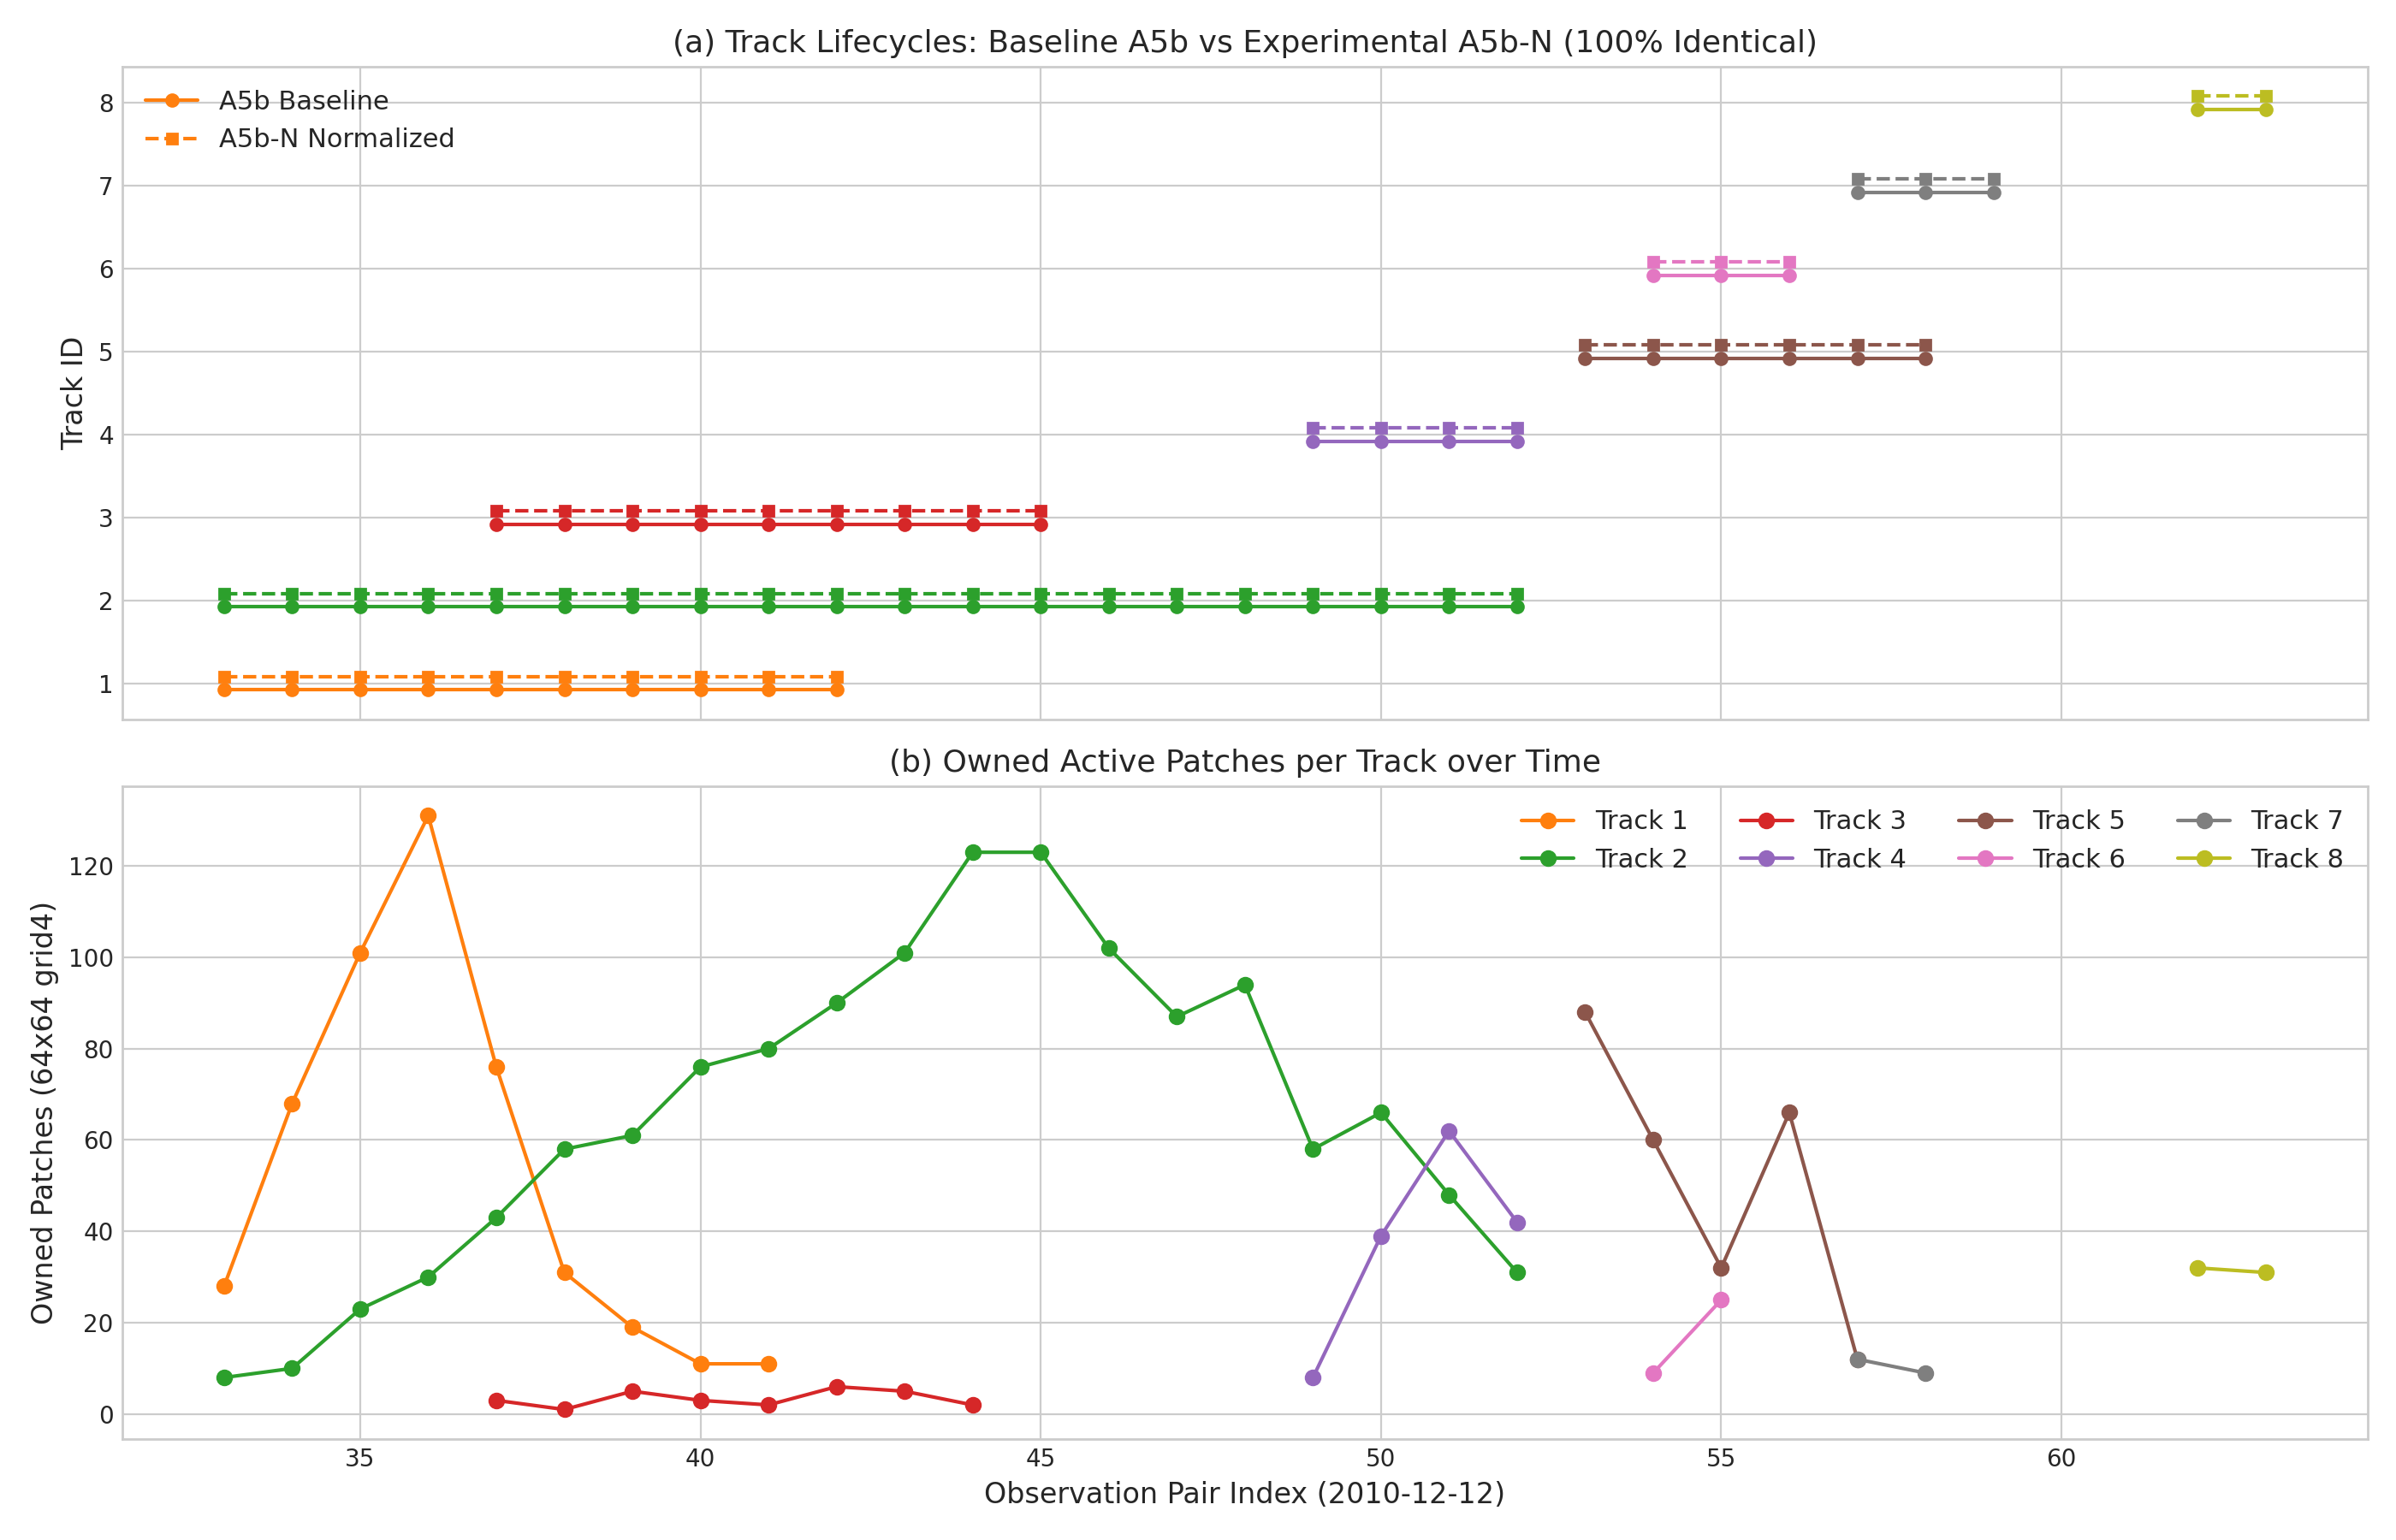 (a) Track Lifecycles: Baseline A5b vs Experimental A5b-N (100% Identical)
A5b Baseline
A5b-N Normalized
Track ID
8
7
6
5
4
3
2
1
(b) Owned Active Patches per Track over Time
Track 1 Track 3 Track 5 Track 7
Track 2 Track 4 Track 6 Track 8
Owned Patches (64x64 grid4)
120
100
80
60
40
20
0
35 40 45 50 55 60
Observation Pair Index (2010-12-12)